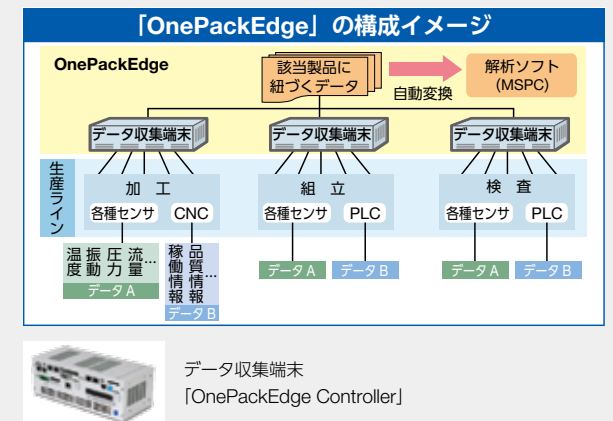 「OnePackEdge」の構成イメージ
OnePackEdge
該当製品に
紐づくデータ
自動変換
解析ソフト
(MSPC)
データ収集端末
データ収集端末
データ収集端末
生産ライン
加 工
各種センサ
CNC
組 立
各種センサ
PLC
検 査
各種センサ
PLC
温度
振動
圧力
流量
…
データ A
稼働情報
品質情報
…
データ B
データ A
データ B
データ A
データ B
データ収集端末
「OnePackEdge Controller」